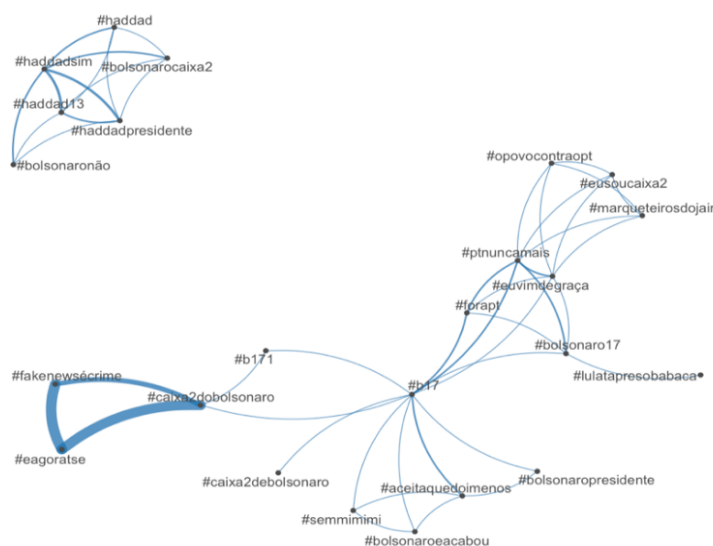 #haddad
#haddadsim
#bolsonarocaixa2
#haddad13
#haddadpresidente
#bolsonaronão
#opovocontraopt
#eusoucaixa2
#marqueteirosdojair
#ptnuncamais
#euvimdegraça
#forapt
#bolsonaro17
#b171
#lulatapresobabaca
#fakenewsécrime
#b17
#caixa2dobolsonaro
#eagoratse
#caixa2debolsonaro
#aceitaquedoimenos
#bolsonaropresidente
#semmimimi
#bolsonaroeacabou